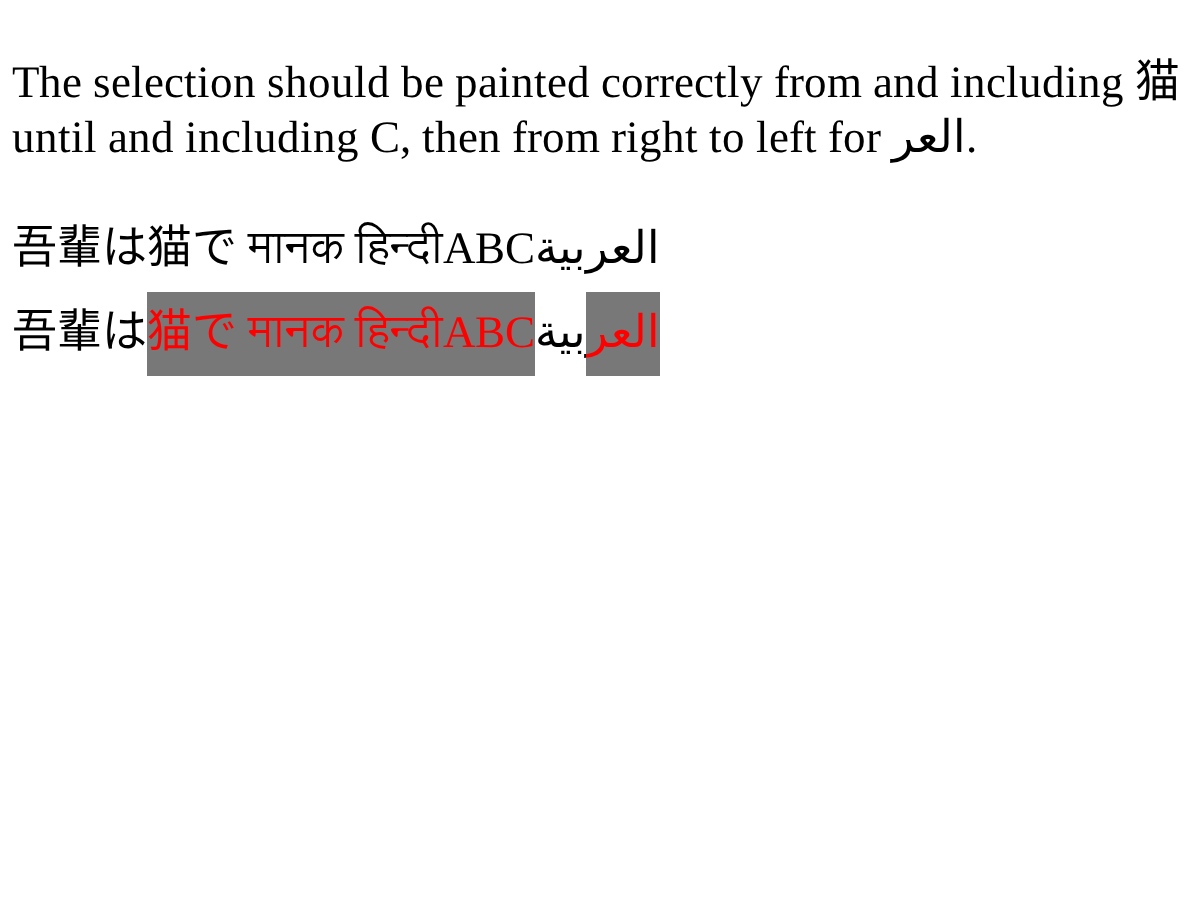 The selection should be painted correctly from and including 猫
until and including C, then from right to left for العر.
吾輩は猫で मानक हिन्दीABCالعربية
吾輩は猫で मानक हिन्दीABCالعربية